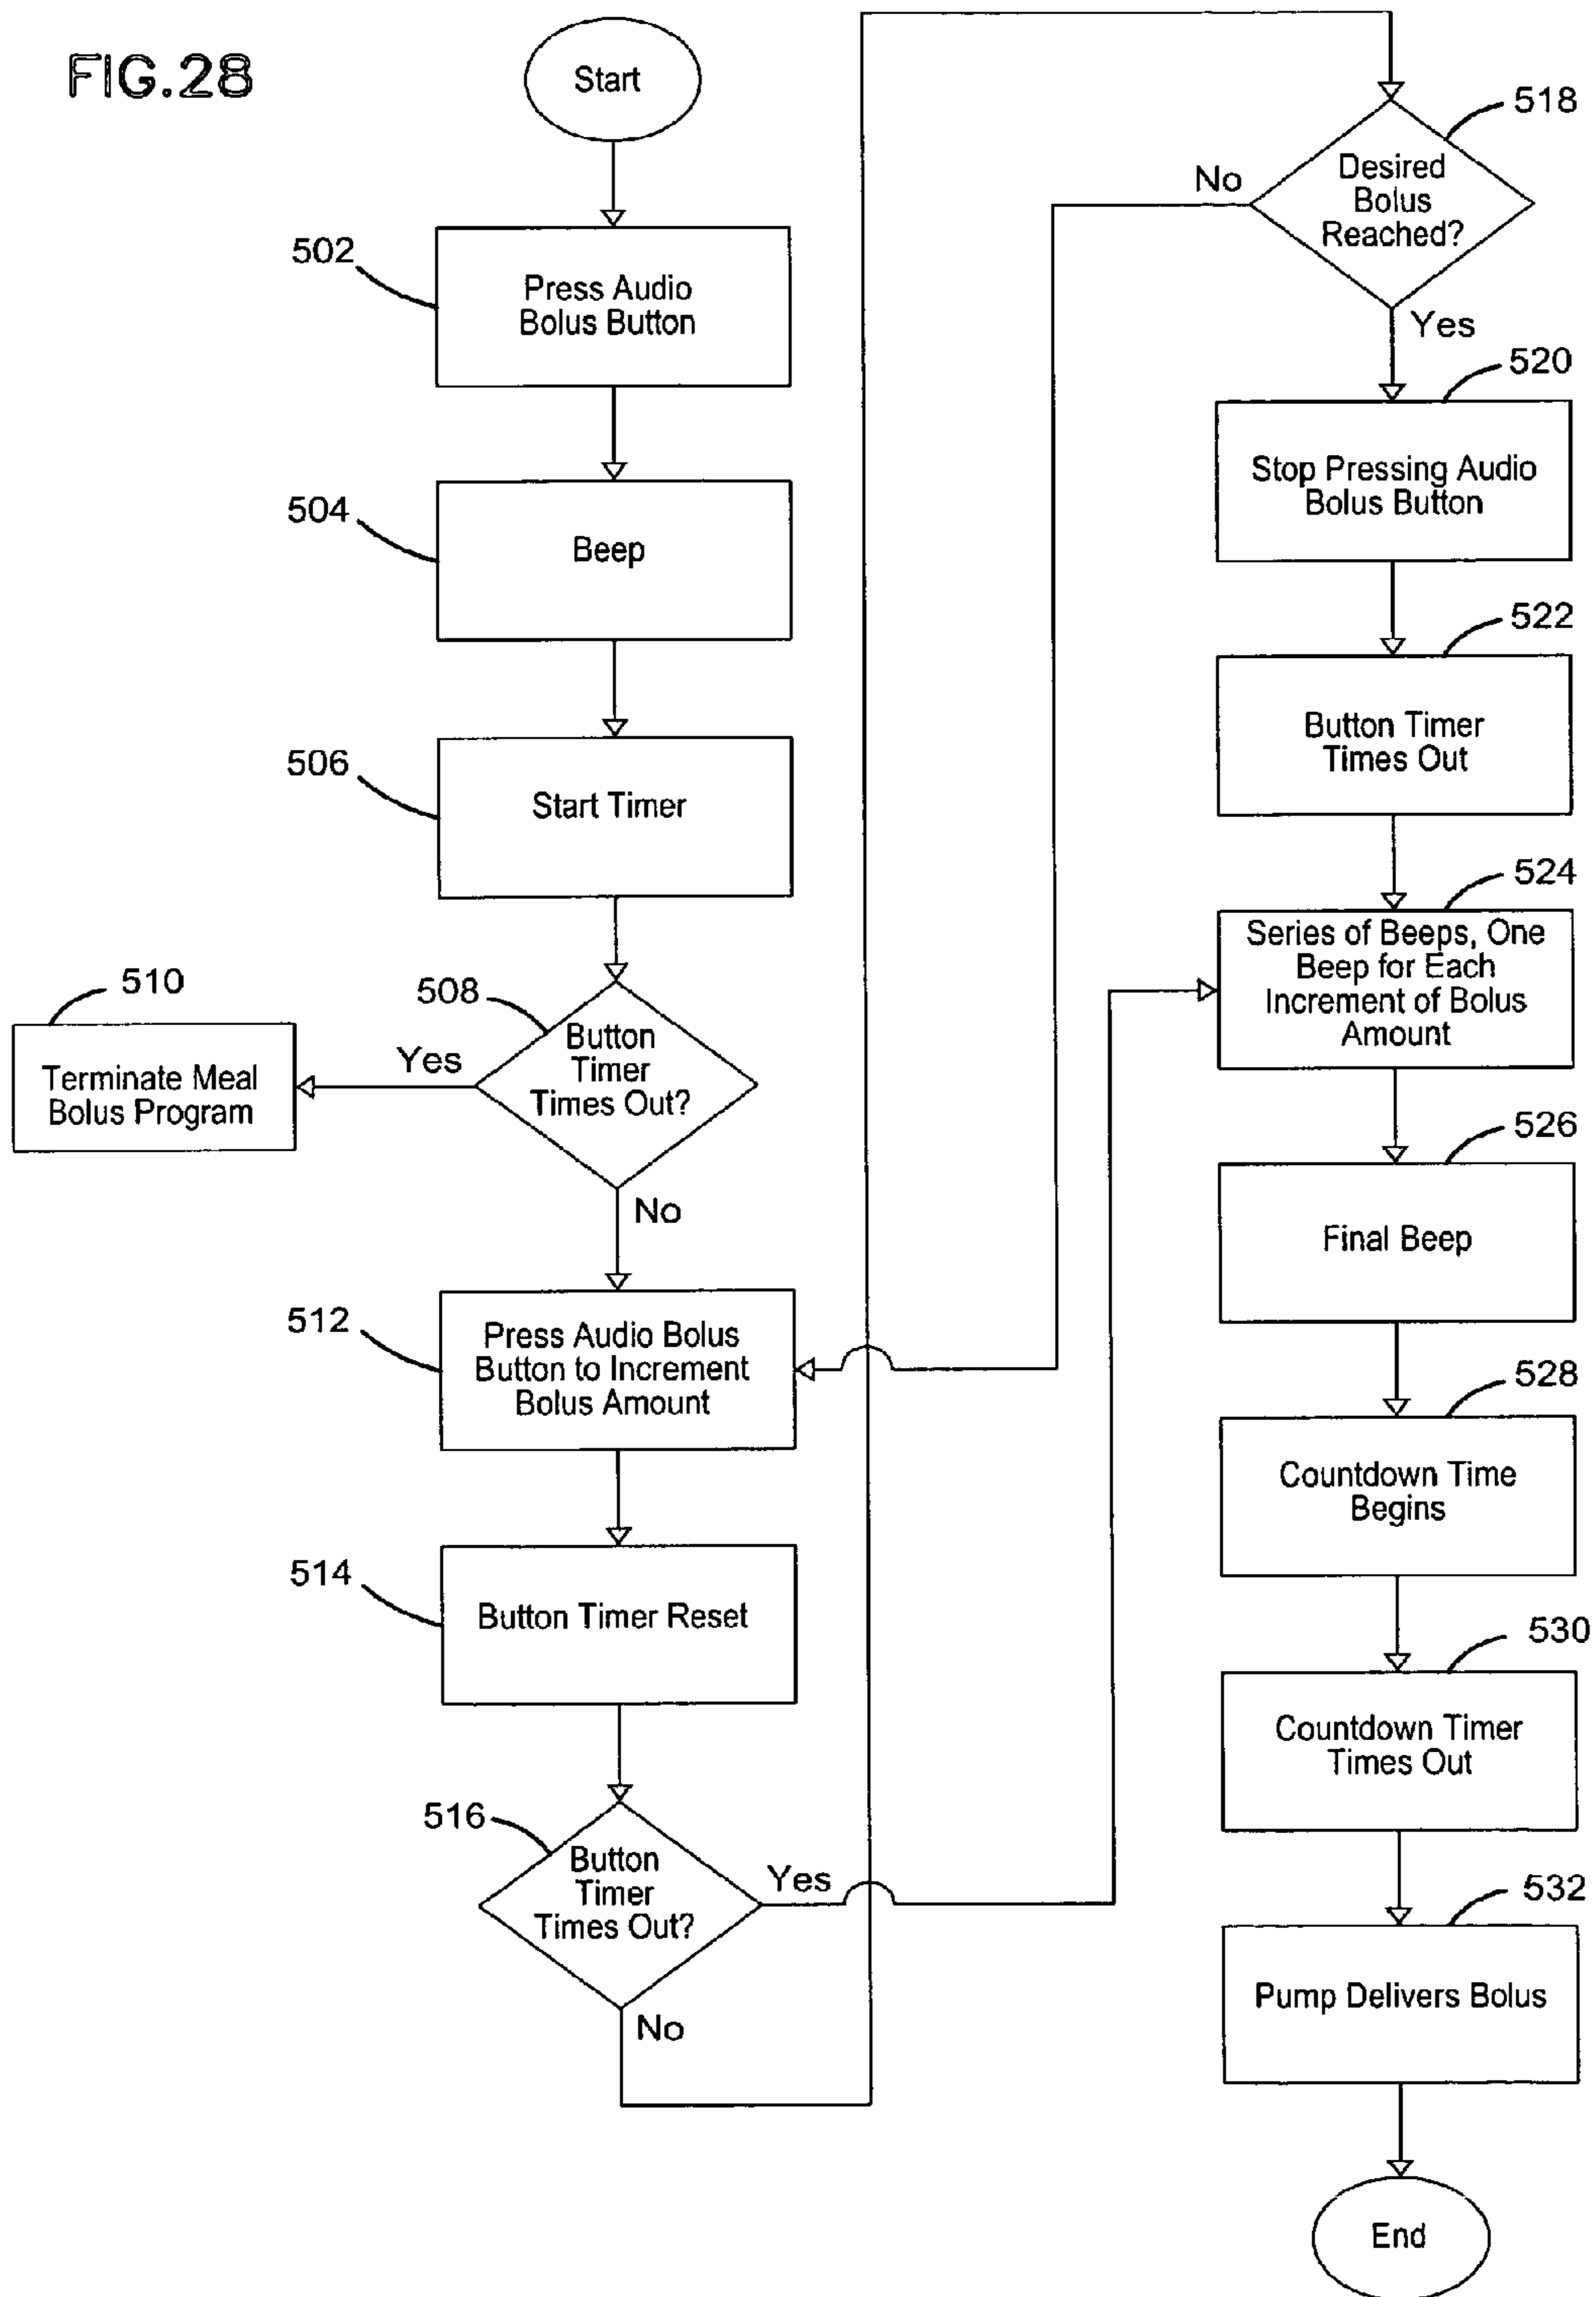 FIG.28
Start
502
Press Audio
Bolus Button
504
Beep
506
Start Timer
508
Button
Timer
Times Out?
Yes
510
Terminate Meal
Bolus Program
No
512
Press Audio Bolus
Button to Increment
Bolus Amount
514
Button Timer Reset
516
Button
Timer
Times Out?
Yes
No
518
Desired
Bolus
Reached?
No
Yes
520
Stop Pressing Audio
Bolus Button
522
Button Timer
Times Out
524
Series of Beeps, One
Beep for Each
Increment of Bolus
Amount
526
Final Beep
528
Countdown Time
Begins
530
Countdown Timer
Times Out
532
Pump Delivers Bolus
End